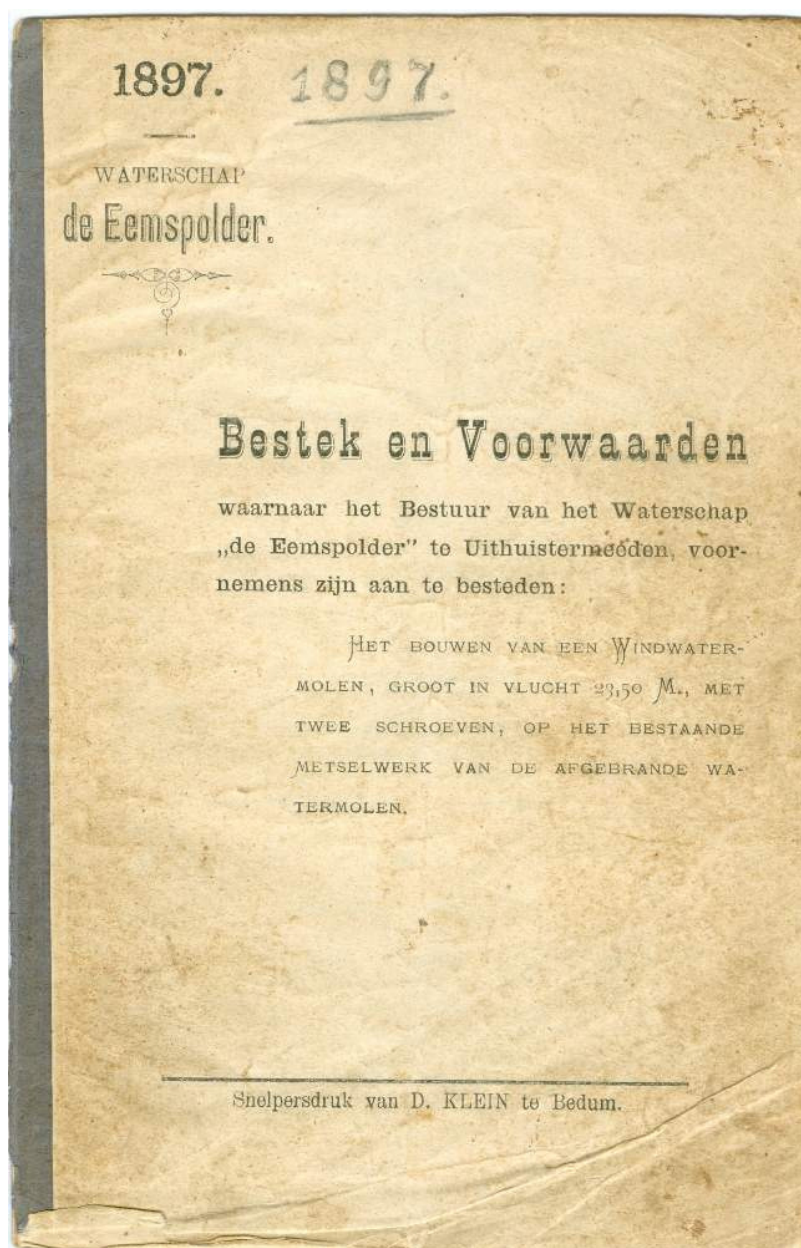 1897. 1897.
WATERSCHAP
de Eemspolder.
Bestek en Voorwaarden
waarnaar het Bestuur van het Waterschap
„de Eemspolder” te Uithuistermeeden, voor-
nemens zijn aan te besteden:
HET BOUWEN VAN EEN WINDWATER-
MOLEN, GROOT IN VLUCHT 23,50 M., MET
TWEE SCHROEVEN, OP HET BESTAANDE
METSELWERK VAN DE AFGEBRANDE WA-
TERMOLEN.
Snelpersdruk van D. KLEIN te Bedum.